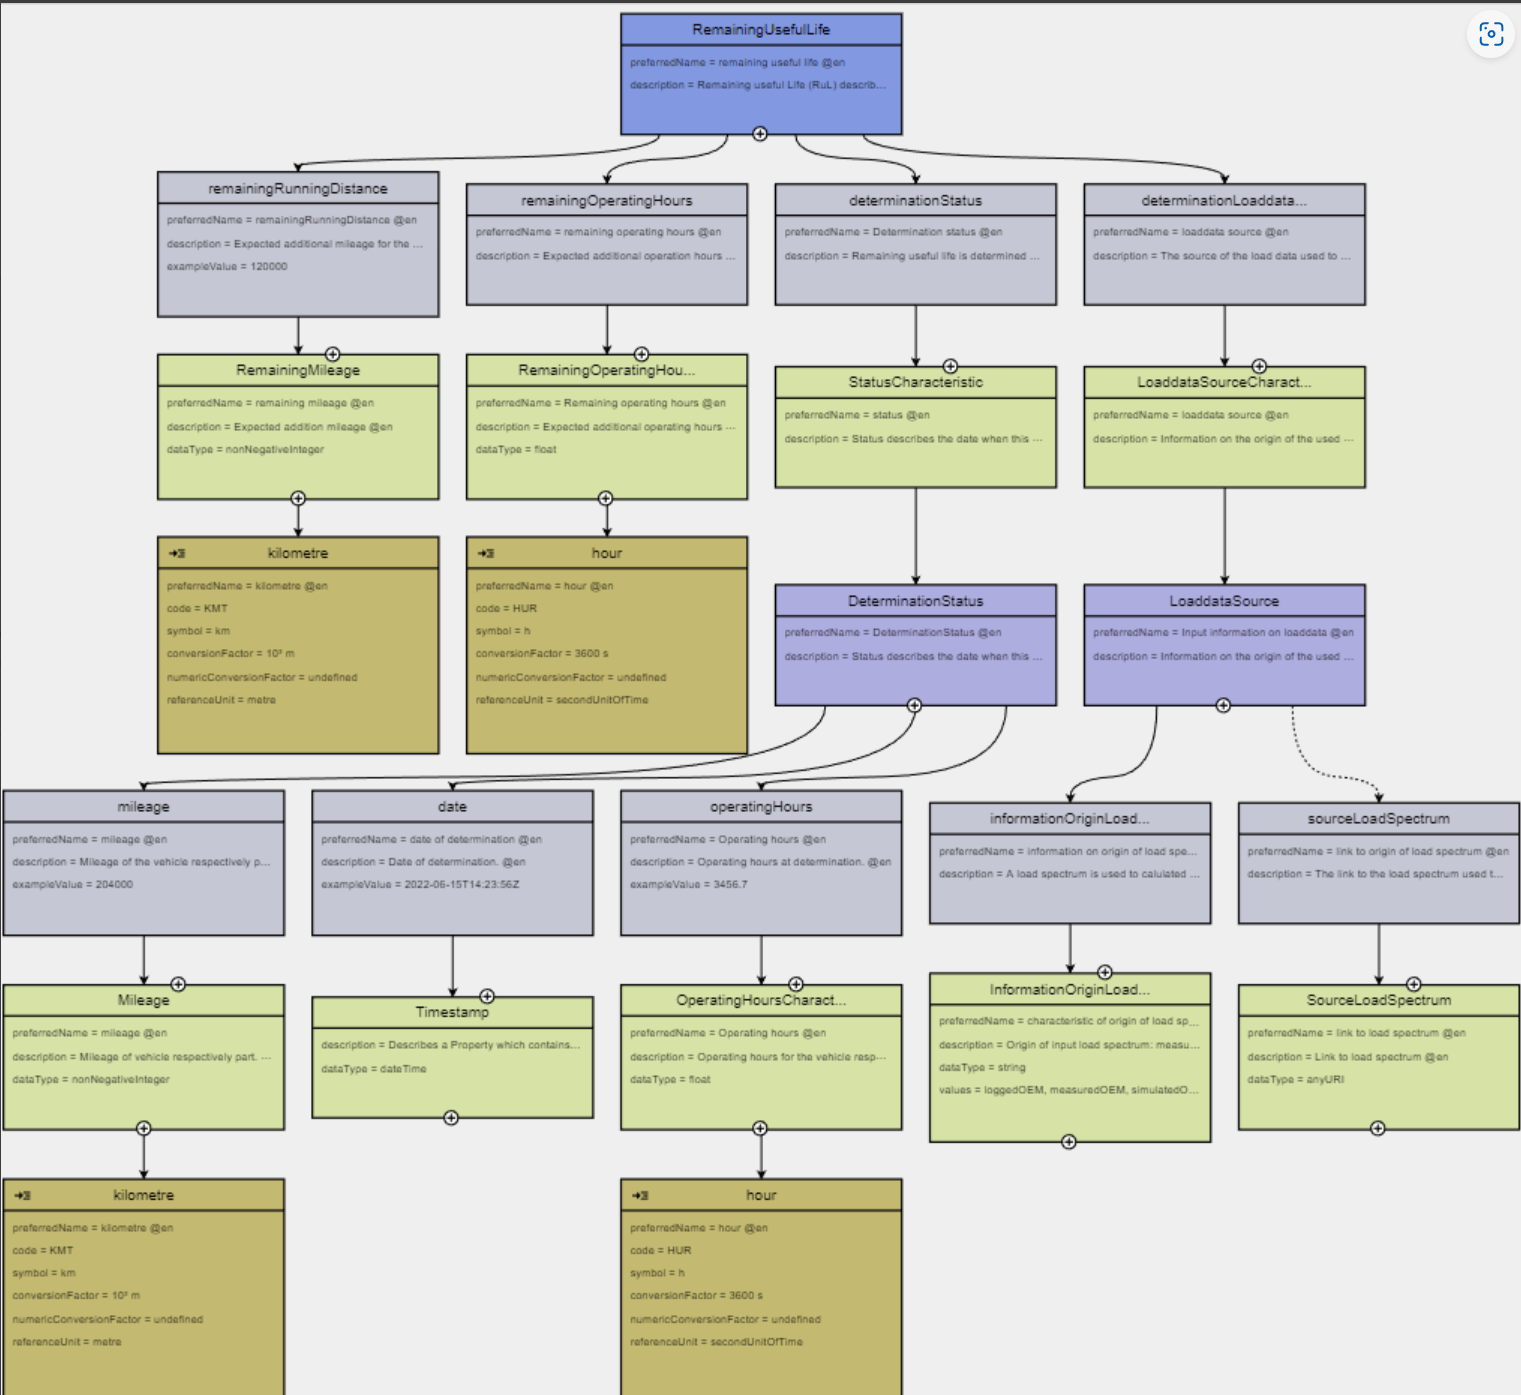 RemainingUsefulLife
preferredName = remaining useful life @en
description = Remaining useful Life (RuL) describ...
remainingRunningDistance
preferredName = remainingRunningDistance @en
description = Expected additional mileage for the ...
exampleValue = 120000
remainingOperatingHours
preferredName = remaining operating hours @en
description = Expected additional operation hours ...
determinationStatus
preferredName = Determination status @en
description = Remaining useful life is determined ...
determinationLoaddata...
preferredName = loaddata source @en
description = The source of the load data used to ...
RemainingMileage
preferredName = remaining mileage @en
description = Expected addition mileage @en
dataType = nonNegativeInteger
RemainingOperatingHou...
preferredName = Remaining operating hours @en
description = Expected additional operating hours ...
dataType = float
StatusCharacteristic
preferredName = status @en
description = Status describes the date when this ...
LoaddataSourceCharact...
preferredName = loaddata source @en
description = Information on the origin of the used ...
kilometre
preferredName = kilometre @en
code = KMT
symbol = km
conversionFactor = 10³ m
numericConversionFactor = undefined
referenceUnit = metre
hour
preferredName = hour @en
code = HUR
symbol = h
conversionFactor = 3600 s
numericConversionFactor = undefined
referenceUnit = secondUnitOfTime
DeterminationStatus
preferredName = DeterminationStatus @en
description = Status describes the date when this ...
LoaddataSource
preferredName = Input information on loaddata @en
description = Information on the origin of the used ...
mileage
preferredName = mileage @en
description = Mileage of the vehicle respectively p...
exampleValue = 204000
date
preferredName = date of determination @en
description = Date of determination. @en
exampleValue = 2022-06-15T14:23:56Z
operatingHours
preferredName = Operating hours @en
description = Operating hours at determination. @en
exampleValue = 3456.7
informationOriginLoad...
preferredName = information on origin of load spe...
description = A load spectrum is used to calulated ...
sourceLoadSpectrum
preferredName = link to origin of load spectrum @en
description = The link to the load spectrum used t...
Mileage
preferredName = mileage @en
description = Mileage of vehicle respectively part. ...
dataType = nonNegativeInteger
Timestamp
description = Describes a Property which contains...
dataType = dateTime
OperatingHoursCharact...
preferredName = Operating hours @en
description = Operating hours for the vehicle resp...
dataType = float
InformationOriginLoad...
preferredName = characteristic of origin of load sp...
description = Origin of input load spectrum: measu...
dataType = string
values = loggedOEM, measuredOEM, simulatedO...
SourceLoadSpectrum
preferredName = link to load spectrum @en
description = Link to load spectrum @en
dataType = anyURI
kilometre
preferredName = kilometre @en
code = KMT
symbol = km
conversionFactor = 10³ m
numericConversionFactor = undefined
referenceUnit = metre
hour
preferredName = hour @en
code = HUR
symbol = h
conversionFactor = 3600 s
numericConversionFactor = undefined
referenceUnit = secondUnitOfTime